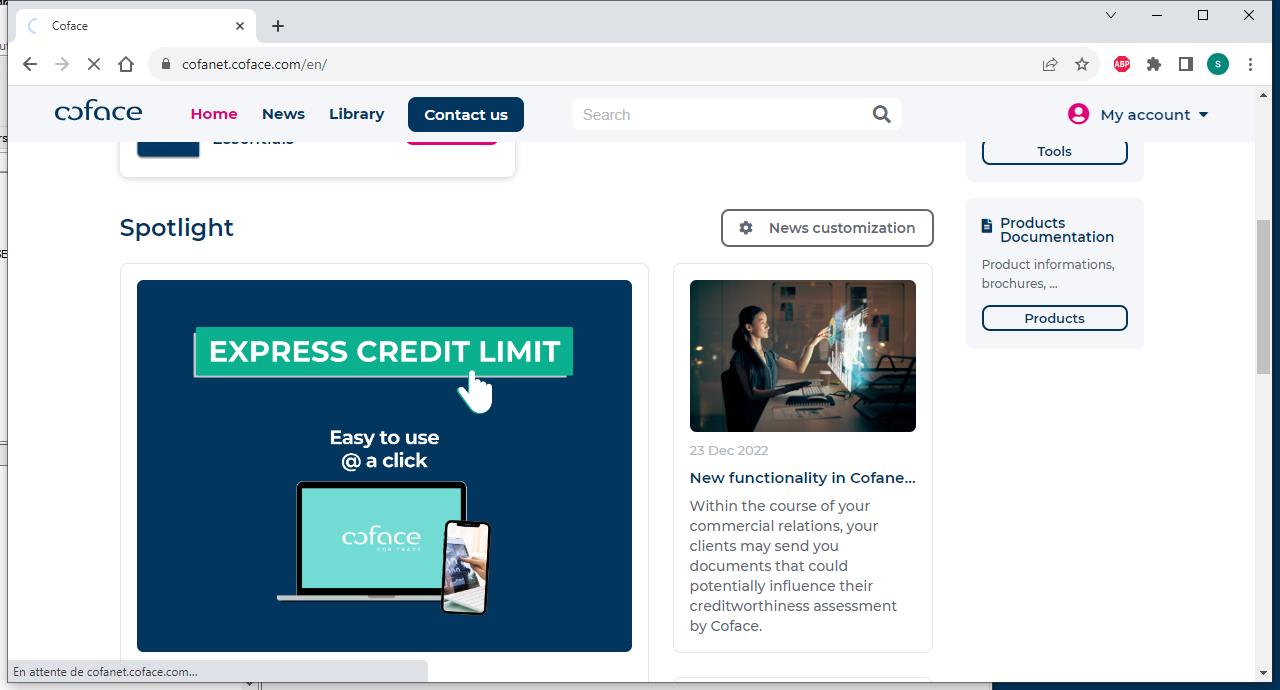 Coface
cofanet.coface.com/en/
ABP
S
coface
Home
News
Library
Contact us
Search
My account
Essentials
Tools
Spotlight
News customization
Products
Documentation
Product informations,
brochures, ...
Products
EXPRESS CREDIT LIMIT
Easy to use
@ a click
coface
FOR TRADE
23 Dec 2022
New functionality in Cofane...
Within the course of your
commercial relations, your
clients may send you
documents that could
potentially influence their
creditworthiness assessment
by Coface.
En attente de cofanet.coface.com...